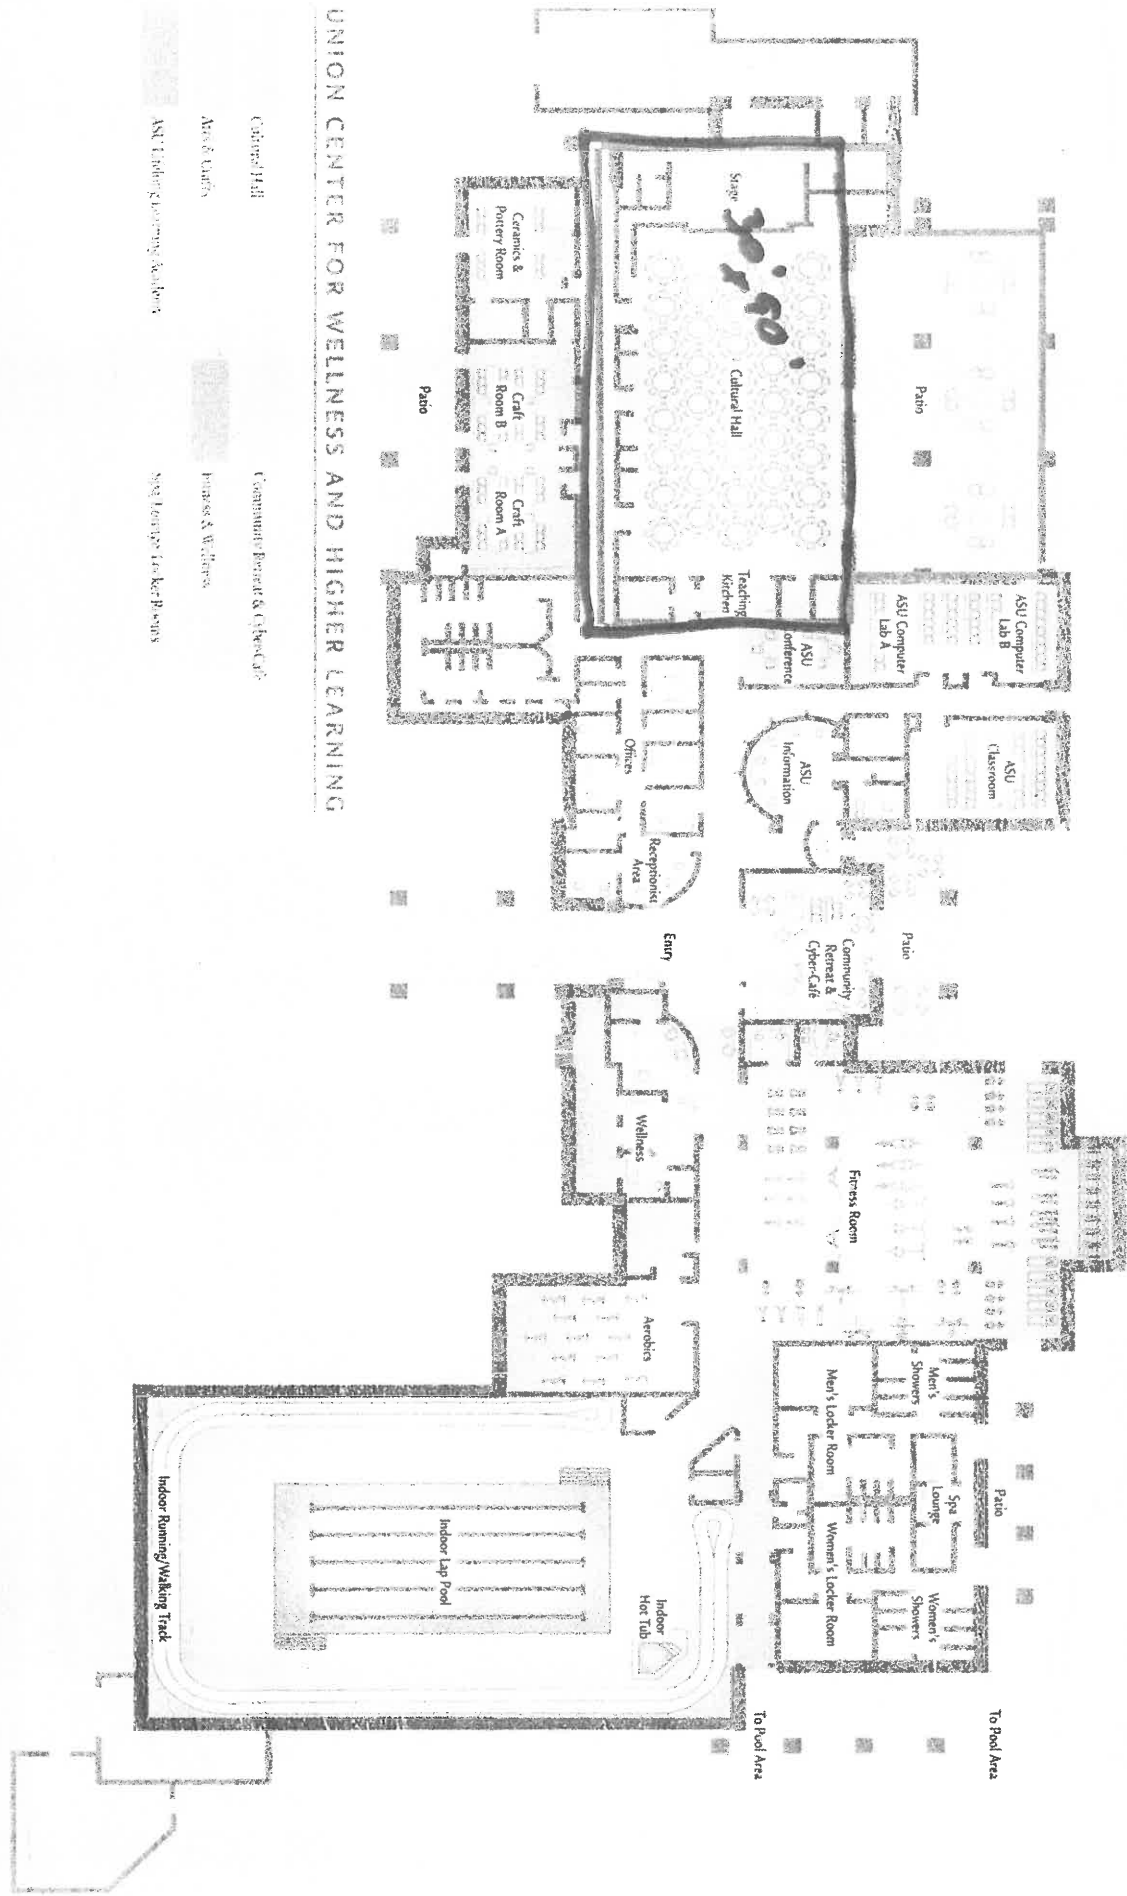 Stage
Cultural Hall
Teaching
Kitchen
Patio
Ceramics &
Pottery Room
Craft
Room B
Craft
Room A
Patio
ASU Computer
Lab B
ASU Computer
Lab A
ASU
Conference
ASU
Classroom
ASU
Information
Offices
Receptionist
Area
Entry
Patio
Community
Retreat &
Cyber-Café
Wellness
Fitness Room
Aerobics
Men's
Showers
Men's Locker Room
Spa
Lounge
Patio
Women's
Showers
Women's Locker Room
Indoor
Hot Tub
Indoor Lap Pool
Indoor Running/Walking Track
To Pool Area
To Pool Area
UNION CENTER FOR WELLNESS AND HIGHER LEARNING
Cultural Hall
Community Retreat & Cyber-Café
Arts & Crafts
Fitness & Wellness
Spa Lounge Locker Rooms